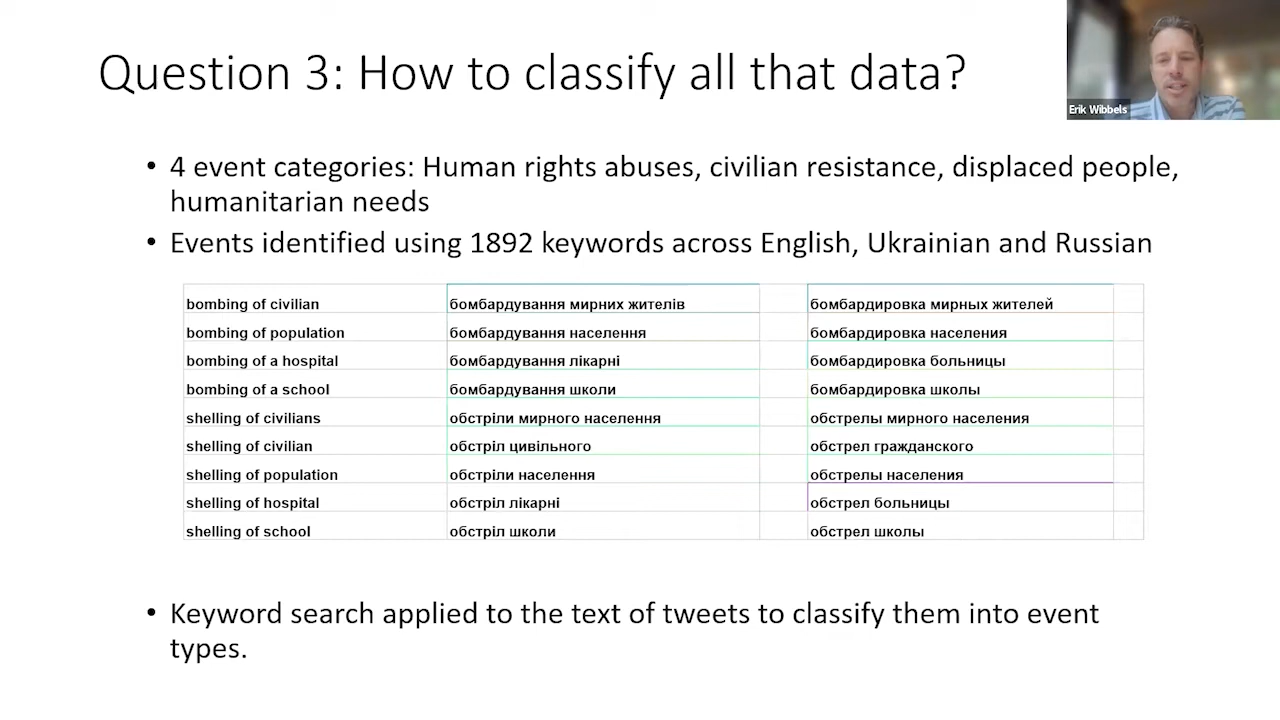 Question 3: How to classify all that data?
Erik Wibbels
• 4 event categories: Human rights abuses, civilian resistance, displaced people,
humanitarian needs
• Events identified using 1892 keywords across English, Ukrainian and Russian
bombing of civilian бомбардування мирних жителів бомбардировка мирных жителей
bombing of population бомбардування населення бомбардировка населения
bombing of a hospital бомбардування лікарні бомбардировка больницы
bombing of a school бомбардування школи бомбардировка школы
shelling of civilians обстріли мирного населення обстрелы мирного населения
shelling of civilian обстріл цивільного обстрел гражданского
shelling of population обстріли населення обстрелы населения
shelling of hospital обстріл лікарні обстрел больницы
shelling of school обстріл школи обстрел школы
• Keyword search applied to the text of tweets to classify them into event
types.